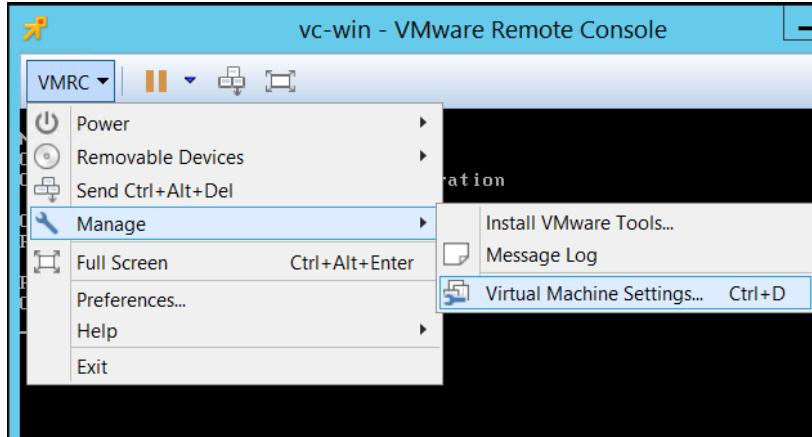 vc-win - VMware Remote Console
VMRC
Power
Removable Devices
Send Ctrl+Alt+Del
Manage
Full Screen Ctrl+Alt+Enter
Preferences...
Help
Exit
ration
Install VMware Tools...
Message Log
Virtual Machine Settings... Ctrl+D